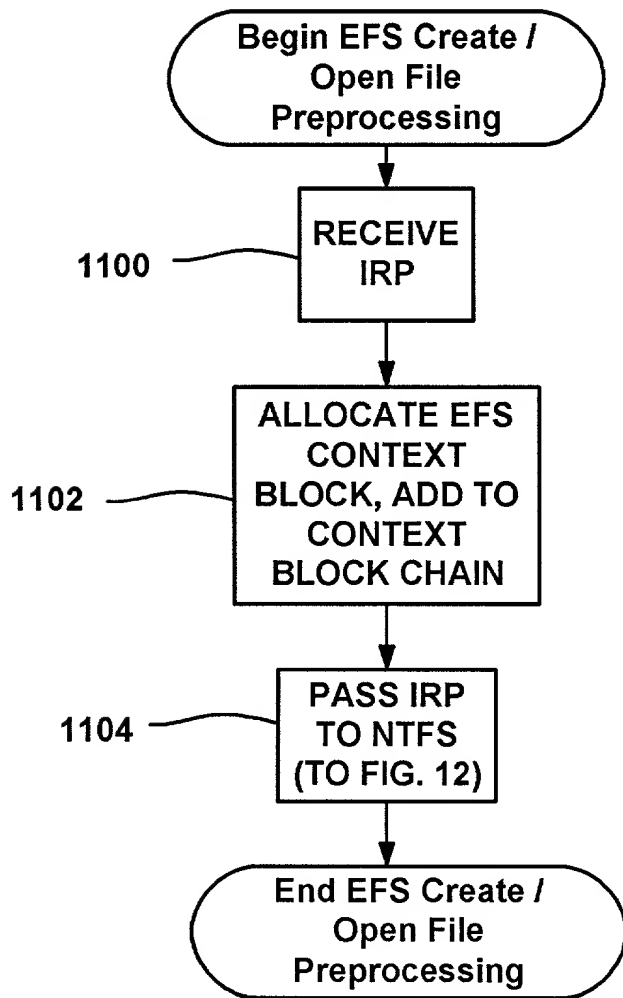 Begin EFS Create /
Open File
Preprocessing
RECEIVE
IRP
1100
ALLOCATE EFS
CONTEXT
BLOCK, ADD TO
CONTEXT
BLOCK CHAIN
1102
PASS IRP
TO NTFS
(TO FIG. 12)
1104
End EFS Create /
Open File
Preprocessing